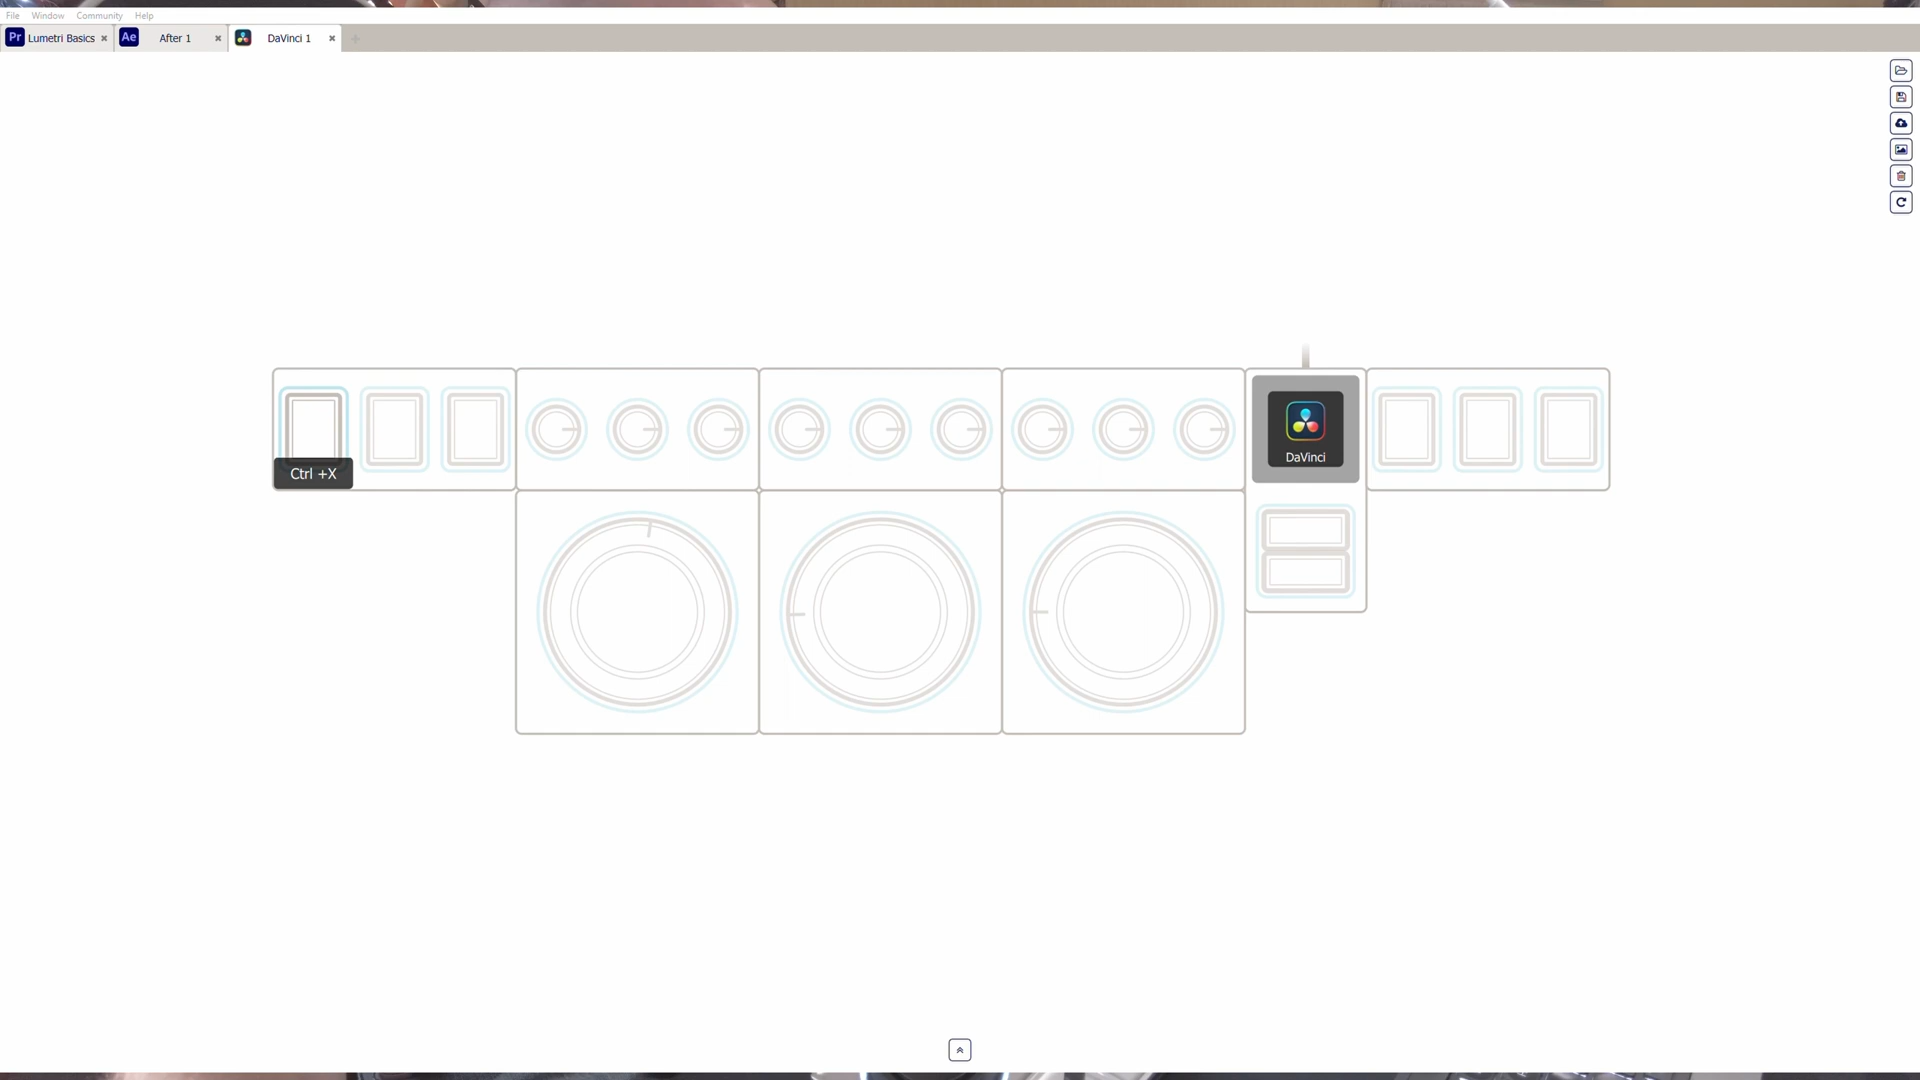 File Window Community Help
Pr Lumetri Basics Ae After 1 DaVinci 1
DaVinci
Ctrl +X